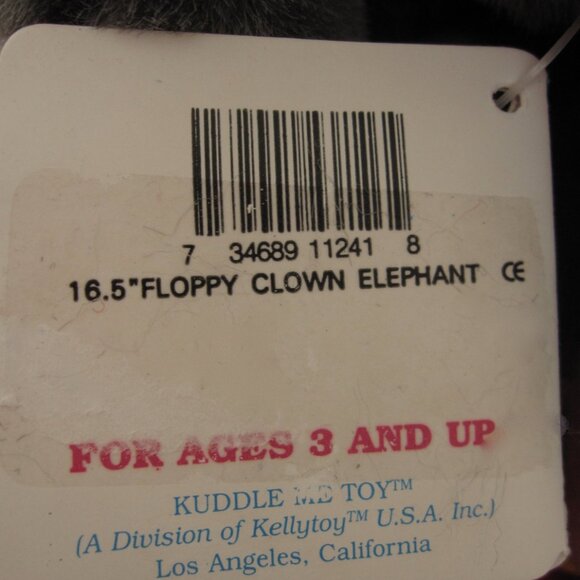 7 34689 11241 8
16.5"FLOPPY CLOWN ELEPHANT CE
FOR AGES 3 AND UP
KUDDLE ME TOY™
(A Division of Kellytoy™ U.S.A. Inc.)
Los Angeles, California